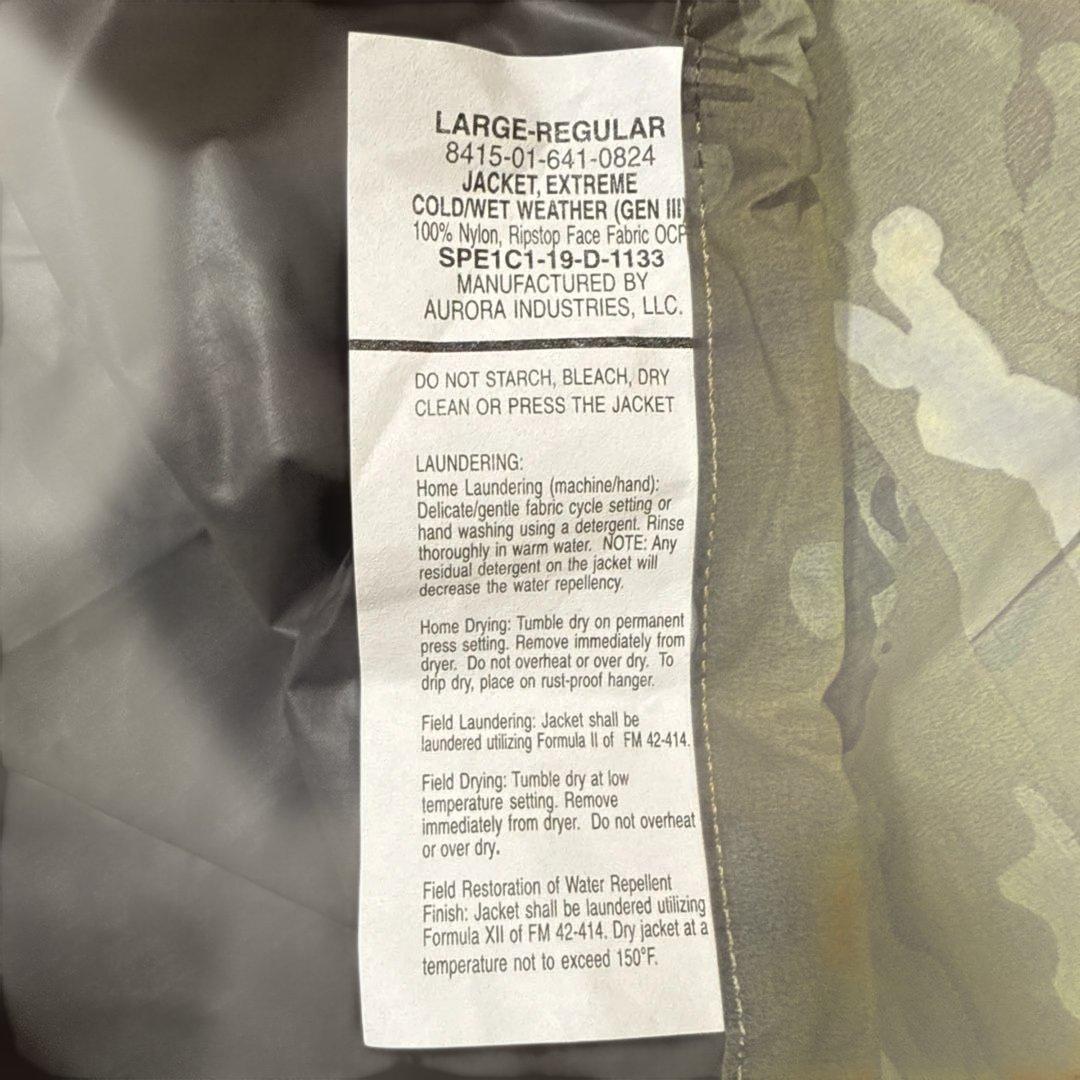 LARGE-REGULAR
8415-01-641-0824
JACKET, EXTREME
COLD/WET WEATHER (GEN III)
100% Nylon, Ripstop Face Fabric OCP
SPE1C1-19-D-1133
MANUFACTURED BY
AURORA INDUSTRIES, LLC.
DO NOT STARCH, BLEACH, DRY
CLEAN OR PRESS THE JACKET
LAUNDERING:
Home Laundering (machine/hand):
Delicate/gentle fabric cycle setting or
hand washing using a detergent. Rinse
thoroughly in warm water. NOTE: Any
residual detergent on the jacket will
decrease the water repellency.
Home Drying: Tumble dry on permanent
press setting. Remove immediately from
dryer. Do not overheat or over dry. To
drip dry, place on rust-proof hanger.
Field Laundering: Jacket shall be
laundered utilizing Formula II of FM 42-414.
Field Drying: Tumble dry at low
temperature setting. Remove
immediately from dryer. Do not overheat
or over dry.
Field Restoration of Water Repellent
Finish: Jacket shall be laundered utilizing
Formula XII of FM 42-414. Dry jacket at a
temperature not to exceed 150°F.